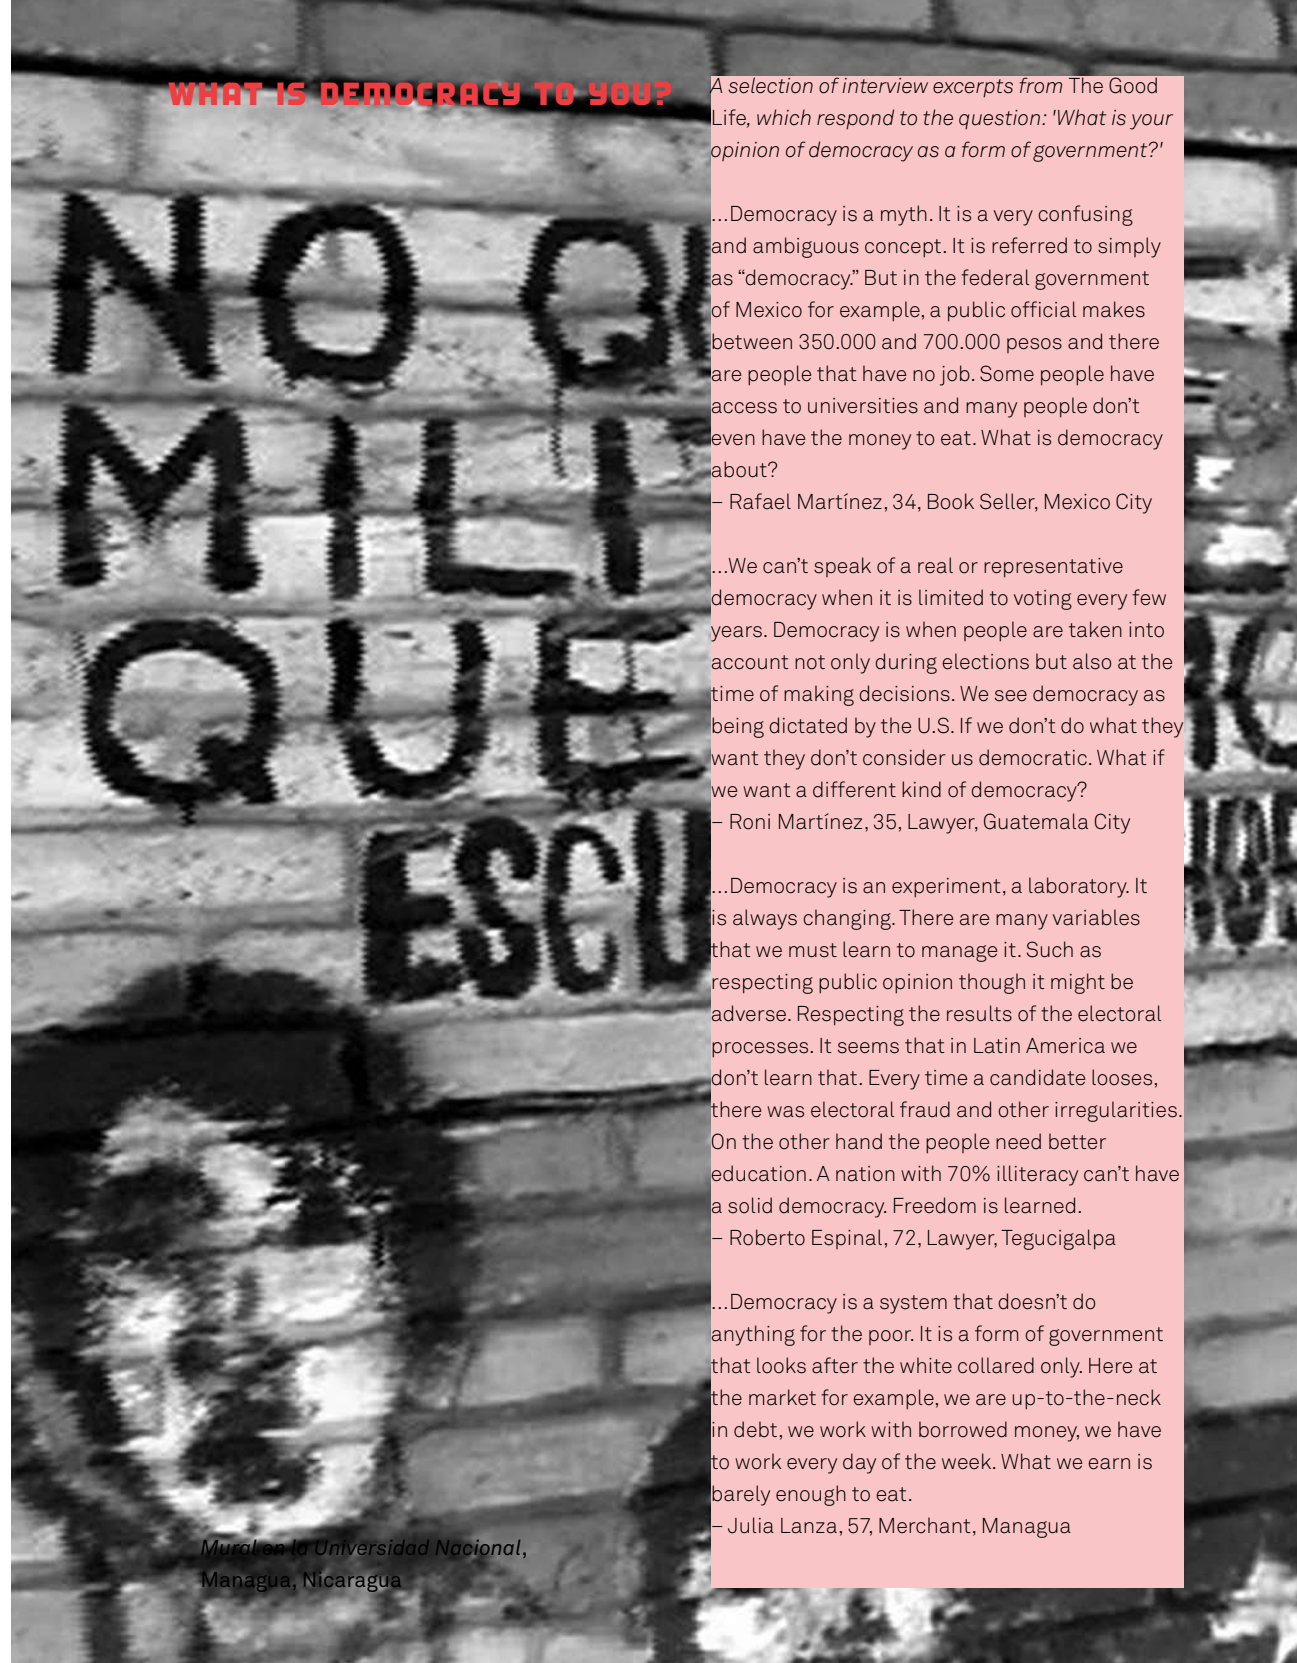 WHAT IS DEMOCRACY TO YOU?
A selection of interview excerpts from The Good
Life, which respond to the question: 'What is your
opinion of democracy as a form of government?'
...Democracy is a myth. It is a very confusing
and ambiguous concept. It is referred to simply
as “democracy.” But in the federal government
of Mexico for example, a public official makes
between 350.000 and 700.000 pesos and there
are people that have no job. Some people have
access to universities and many people don’t
even have the money to eat. What is democracy
about?
– Rafael Martínez, 34, Book Seller, Mexico City
...We can’t speak of a real or representative
democracy when it is limited to voting every few
years. Democracy is when people are taken into
account not only during elections but also at the
time of making decisions. We see democracy as
being dictated by the U.S. If we don’t do what they
want they don’t consider us democratic. What if
we want a different kind of democracy?
– Roni Martínez, 35, Lawyer, Guatemala City
...Democracy is an experiment, a laboratory. It
is always changing. There are many variables
that we must learn to manage it. Such as
respecting public opinion though it might be
adverse. Respecting the results of the electoral
processes. It seems that in Latin America we
don’t learn that. Every time a candidate looses,
there was electoral fraud and other irregularities.
On the other hand the people need better
education. A nation with 70% illiteracy can’t have
a solid democracy. Freedom is learned.
– Roberto Espinal, 72, Lawyer, Tegucigalpa
...Democracy is a system that doesn’t do
anything for the poor. It is a form of government
that looks after the white collared only. Here at
the market for example, we are up-to-the-neck
in debt, we work with borrowed money, we have
to work every day of the week. What we earn is
barely enough to eat.
– Julia Lanza, 57, Merchant, Managua
NO Q
MILI
QUE
ESCU
Mural en la Universidad Nacional,
Managua, Nicaragua